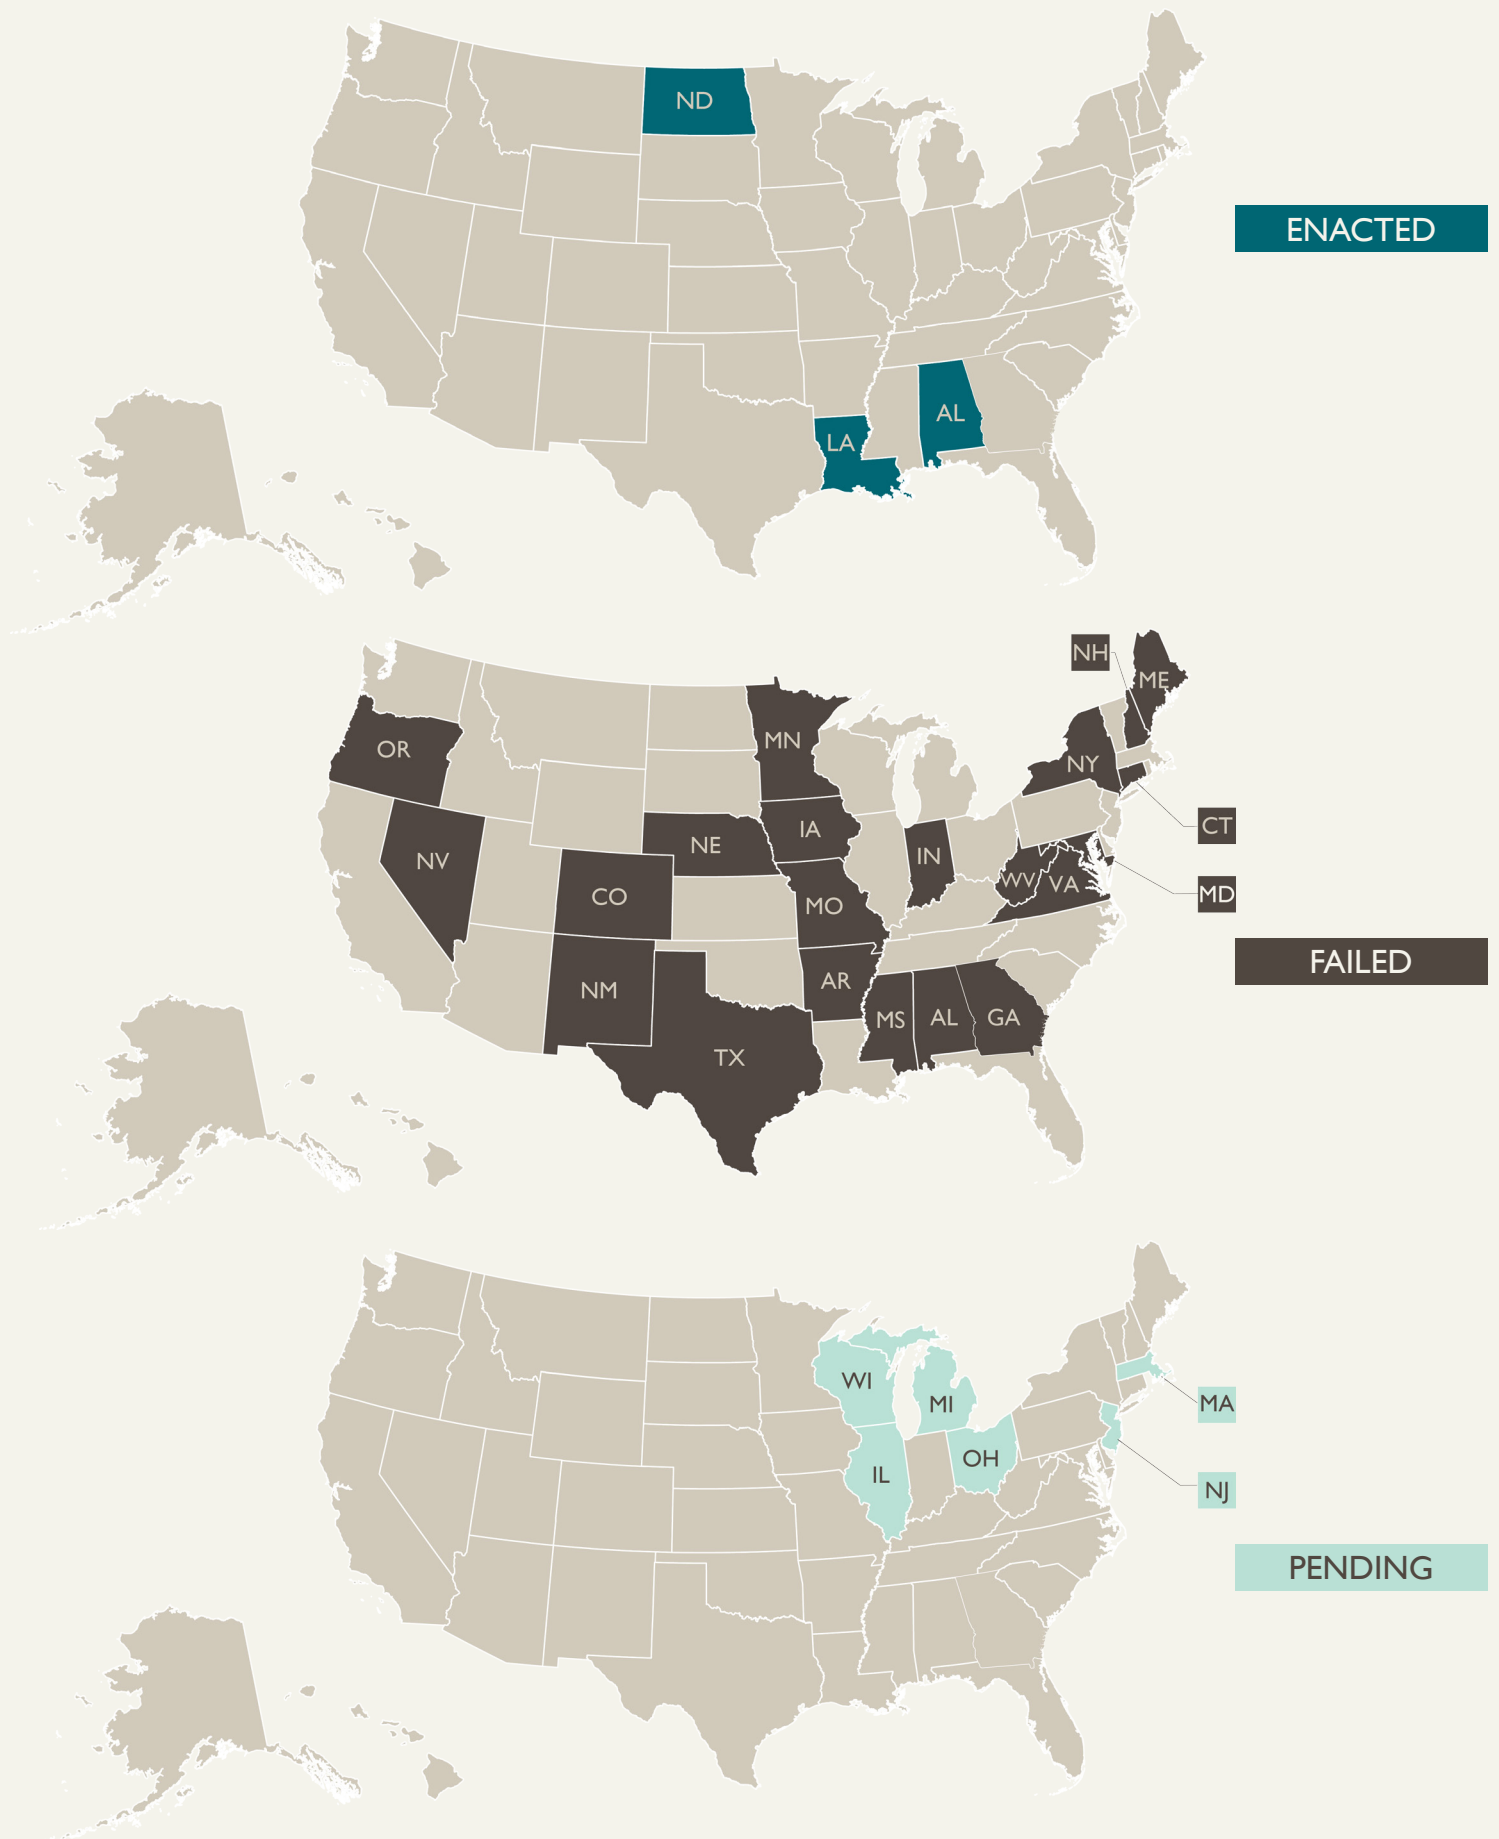 ND
ENACTED
AL
LA
NH
ME
OR
MN
NY
CT
IA
NE
IN
NV
WV
VA
CO
MD
MO
FAILED
AR
NM
MS
AL
GA
TX
WI
MI
MA
OH
IL
NJ
PENDING